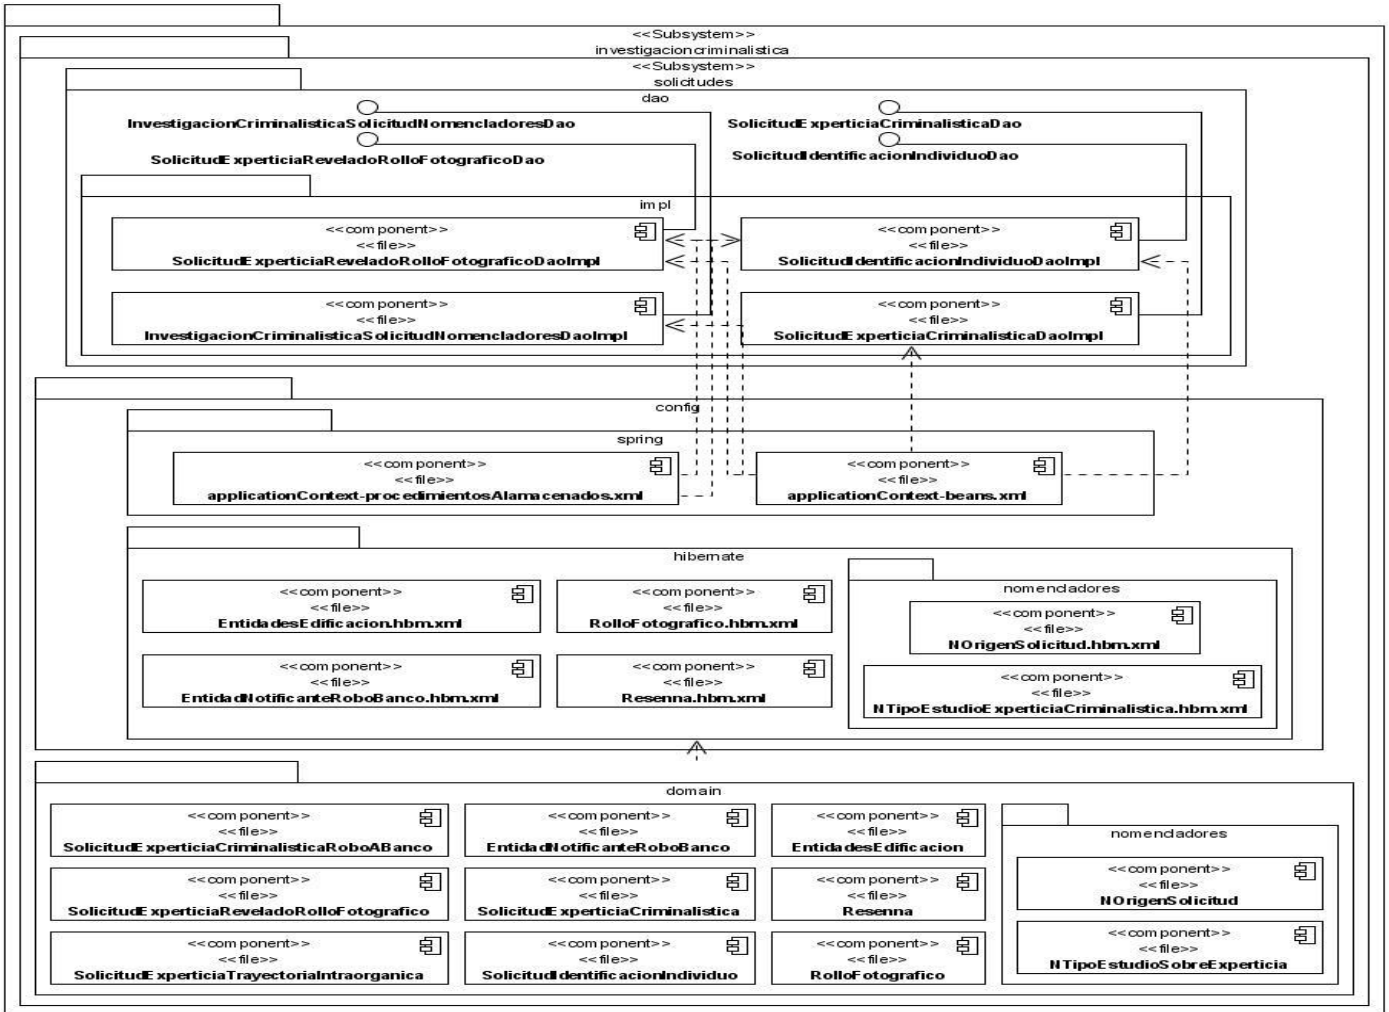 <<Subsystem>>
investigacioncriminalistica
<<Subsystem>>
solicitudes
dao
InvestigacionCriminalisticaSolicitudNomencladoresDao
SolicitudExperticiaCriminalisticaDao
SolicitudExperticiaReveladoRolloFotograficoDao
SolicitudIdentificacionIndividuoDao
impl
<<component>>
<<file>>
SolicitudExperticiaReveladoRolloFotograficoDaoImpl
<<component>>
<<file>>
SolicitudIdentificacionIndividuoDaoImpl
<<component>>
<<file>>
InvestigacionCriminalisticaSolicitudNomencladoresDaoImpl
<<component>>
<<file>>
SolicitudExperticiaCriminalisticaDaoImpl
config
spring
<<component>>
<<file>>
applicationContext-procedimientosAlamacenados.xml
<<component>>
<<file>>
applicationContext-beans.xml
hibernate
<<component>>
<<file>>
EntidadesEdificacion.hbm.xml
<<component>>
<<file>>
RolloFotografico.hbm.xml
<<component>>
<<file>>
EntidadNotificanteRoboBanco.hbm.xml
<<component>>
<<file>>
Resenna.hbm.xml
nomencladores
<<component>>
<<file>>
NOrigenSolicitud.hbm.xml
<<component>>
<<file>>
NTipoEstudioExperticiaCriminalistica.hbm.xml
domain
<<component>>
<<file>>
SolicitudExperticiaCriminalisticaRoboABanco
<<component>>
<<file>>
EntidadNotificanteRoboBanco
<<component>>
<<file>>
EntidadesEdificacion
<<component>>
<<file>>
SolicitudExperticiaReveladoRolloFotografico
<<component>>
<<file>>
SolicitudExperticiaCriminalistica
<<component>>
<<file>>
Resenna
<<component>>
<<file>>
SolicitudExperticiaTrayectoriaIntraorganica
<<component>>
<<file>>
SolicitudIdentificacionIndividuo
<<component>>
<<file>>
RolloFotografico
nomencladores
<<component>>
<<file>>
NOrigenSolicitud
<<component>>
<<file>>
NTipoEstudioSobreExperticia